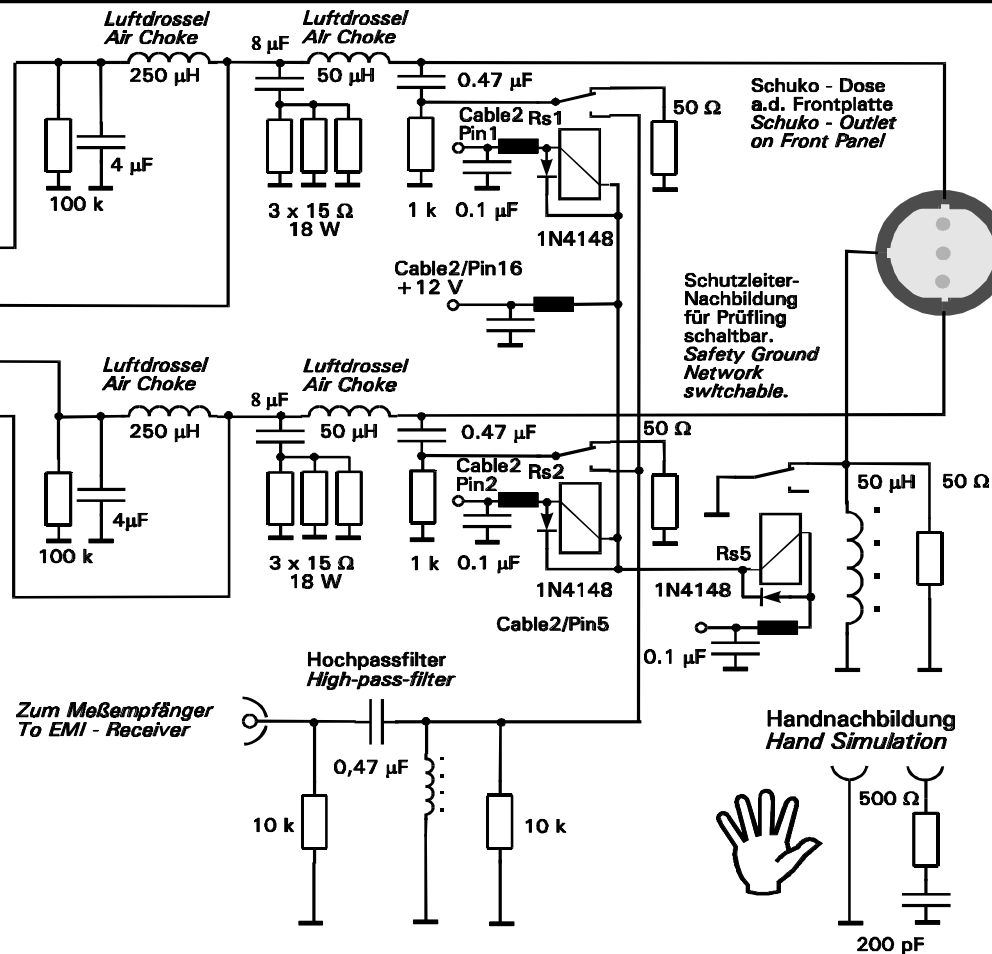 Luftdrossel
Air Choke
Luftdrossel
Air Choke
8 µF
250 µH
50 µH
0.47 µF
Schuko - Dose
a.d. Frontplatte
Schuko - Outlet
on Front Panel
50 Ω
Cable2
Pin1
Rs1
4 µF
100 k
3 x 15 Ω
18 W
1 k
0.1 µF
1N4148
Cable2/Pin16
+12 V
Schutzleiter-
Nachbildung
für Prüfling
schaltbar.
Safety Ground
Network
switchable.
Luftdrossel
Air Choke
Luftdrossel
Air Choke
8 µF
250 µH
50 µH
0.47 µF
50 Ω
Cable2
Pin2
Rs2
50 µH
50 Ω
4µF
100 k
3 x 15 Ω
18 W
1 k
0.1 µF
1N4148
Rs5
1N4148
Cable2/Pin5
0.1 µF
Hochpassfilter
High-pass-filter
Zum Meßempfänger
To EMI - Receiver
0,47 µF
10 k
10 k
Handnachbildung
Hand Simulation
500 Ω
200 pF